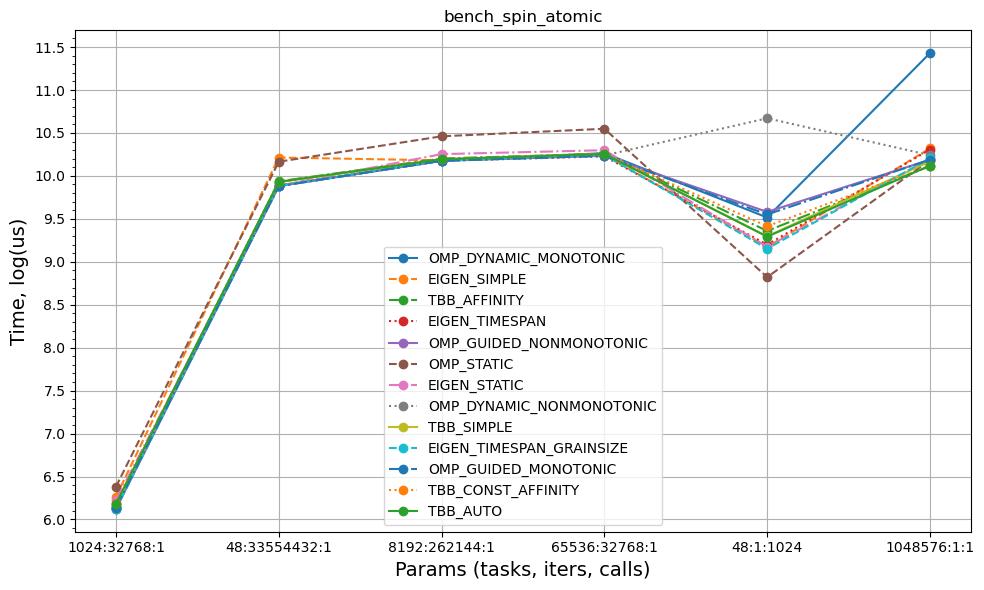 bench_spin_atomic
Time, log(us)
11.5
11.0
10.5
10.0
9.5
9.0
8.5
8.0
7.5
7.0
6.5
6.0
OMP_DYNAMIC_MONOTONIC
EIGEN_SIMPLE
TBB_AFFINITY
EIGEN_TIMESPAN
OMP_GUIDED_NONMONOTONIC
OMP_STATIC
EIGEN_STATIC
OMP_DYNAMIC_NONMONOTONIC
TBB_SIMPLE
EIGEN_TIMESPAN_GRAINSIZE
OMP_GUIDED_MONOTONIC
TBB_CONST_AFFINITY
TBB_AUTO
1024:32768:1
48:33554432:1
8192:262144:1
65536:32768:1
48:1:1024
1048576:1:1
Params (tasks, iters, calls)